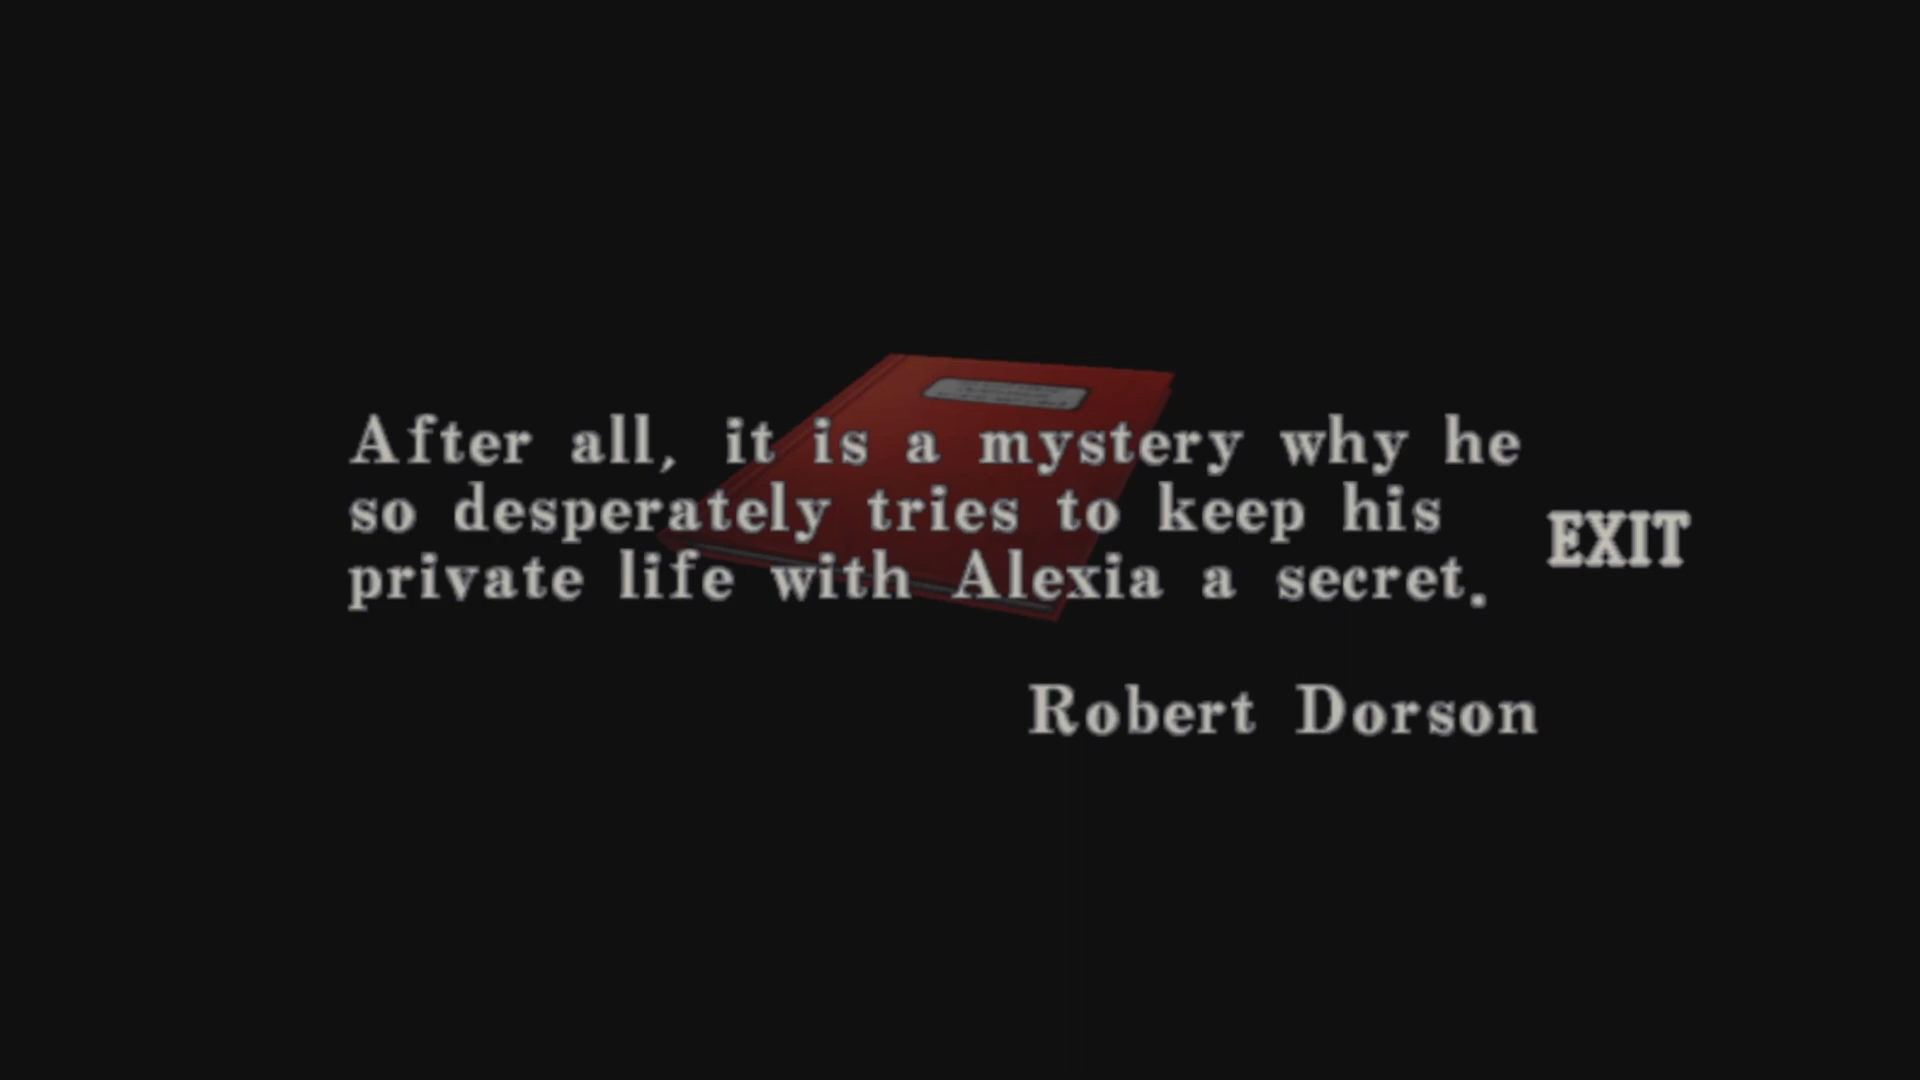 After all, it is a mystery why he
so desperately tries to keep his
private life with Alexia a secret.
EXIT
Robert Dorson